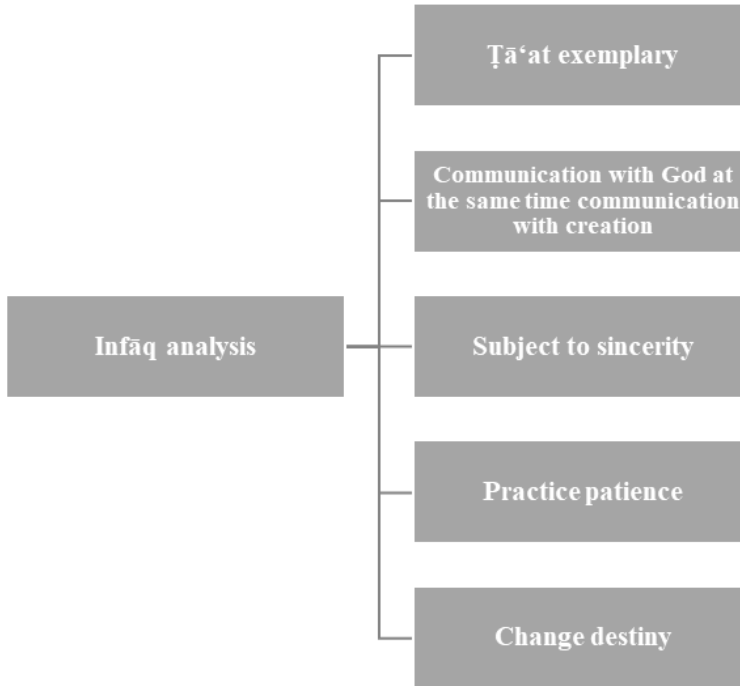 Ṭā‘at exemplary
Communication with God at
the same time communication
with creation
Infāq analysis
Subject to sincerity
Practice patience
Change destiny